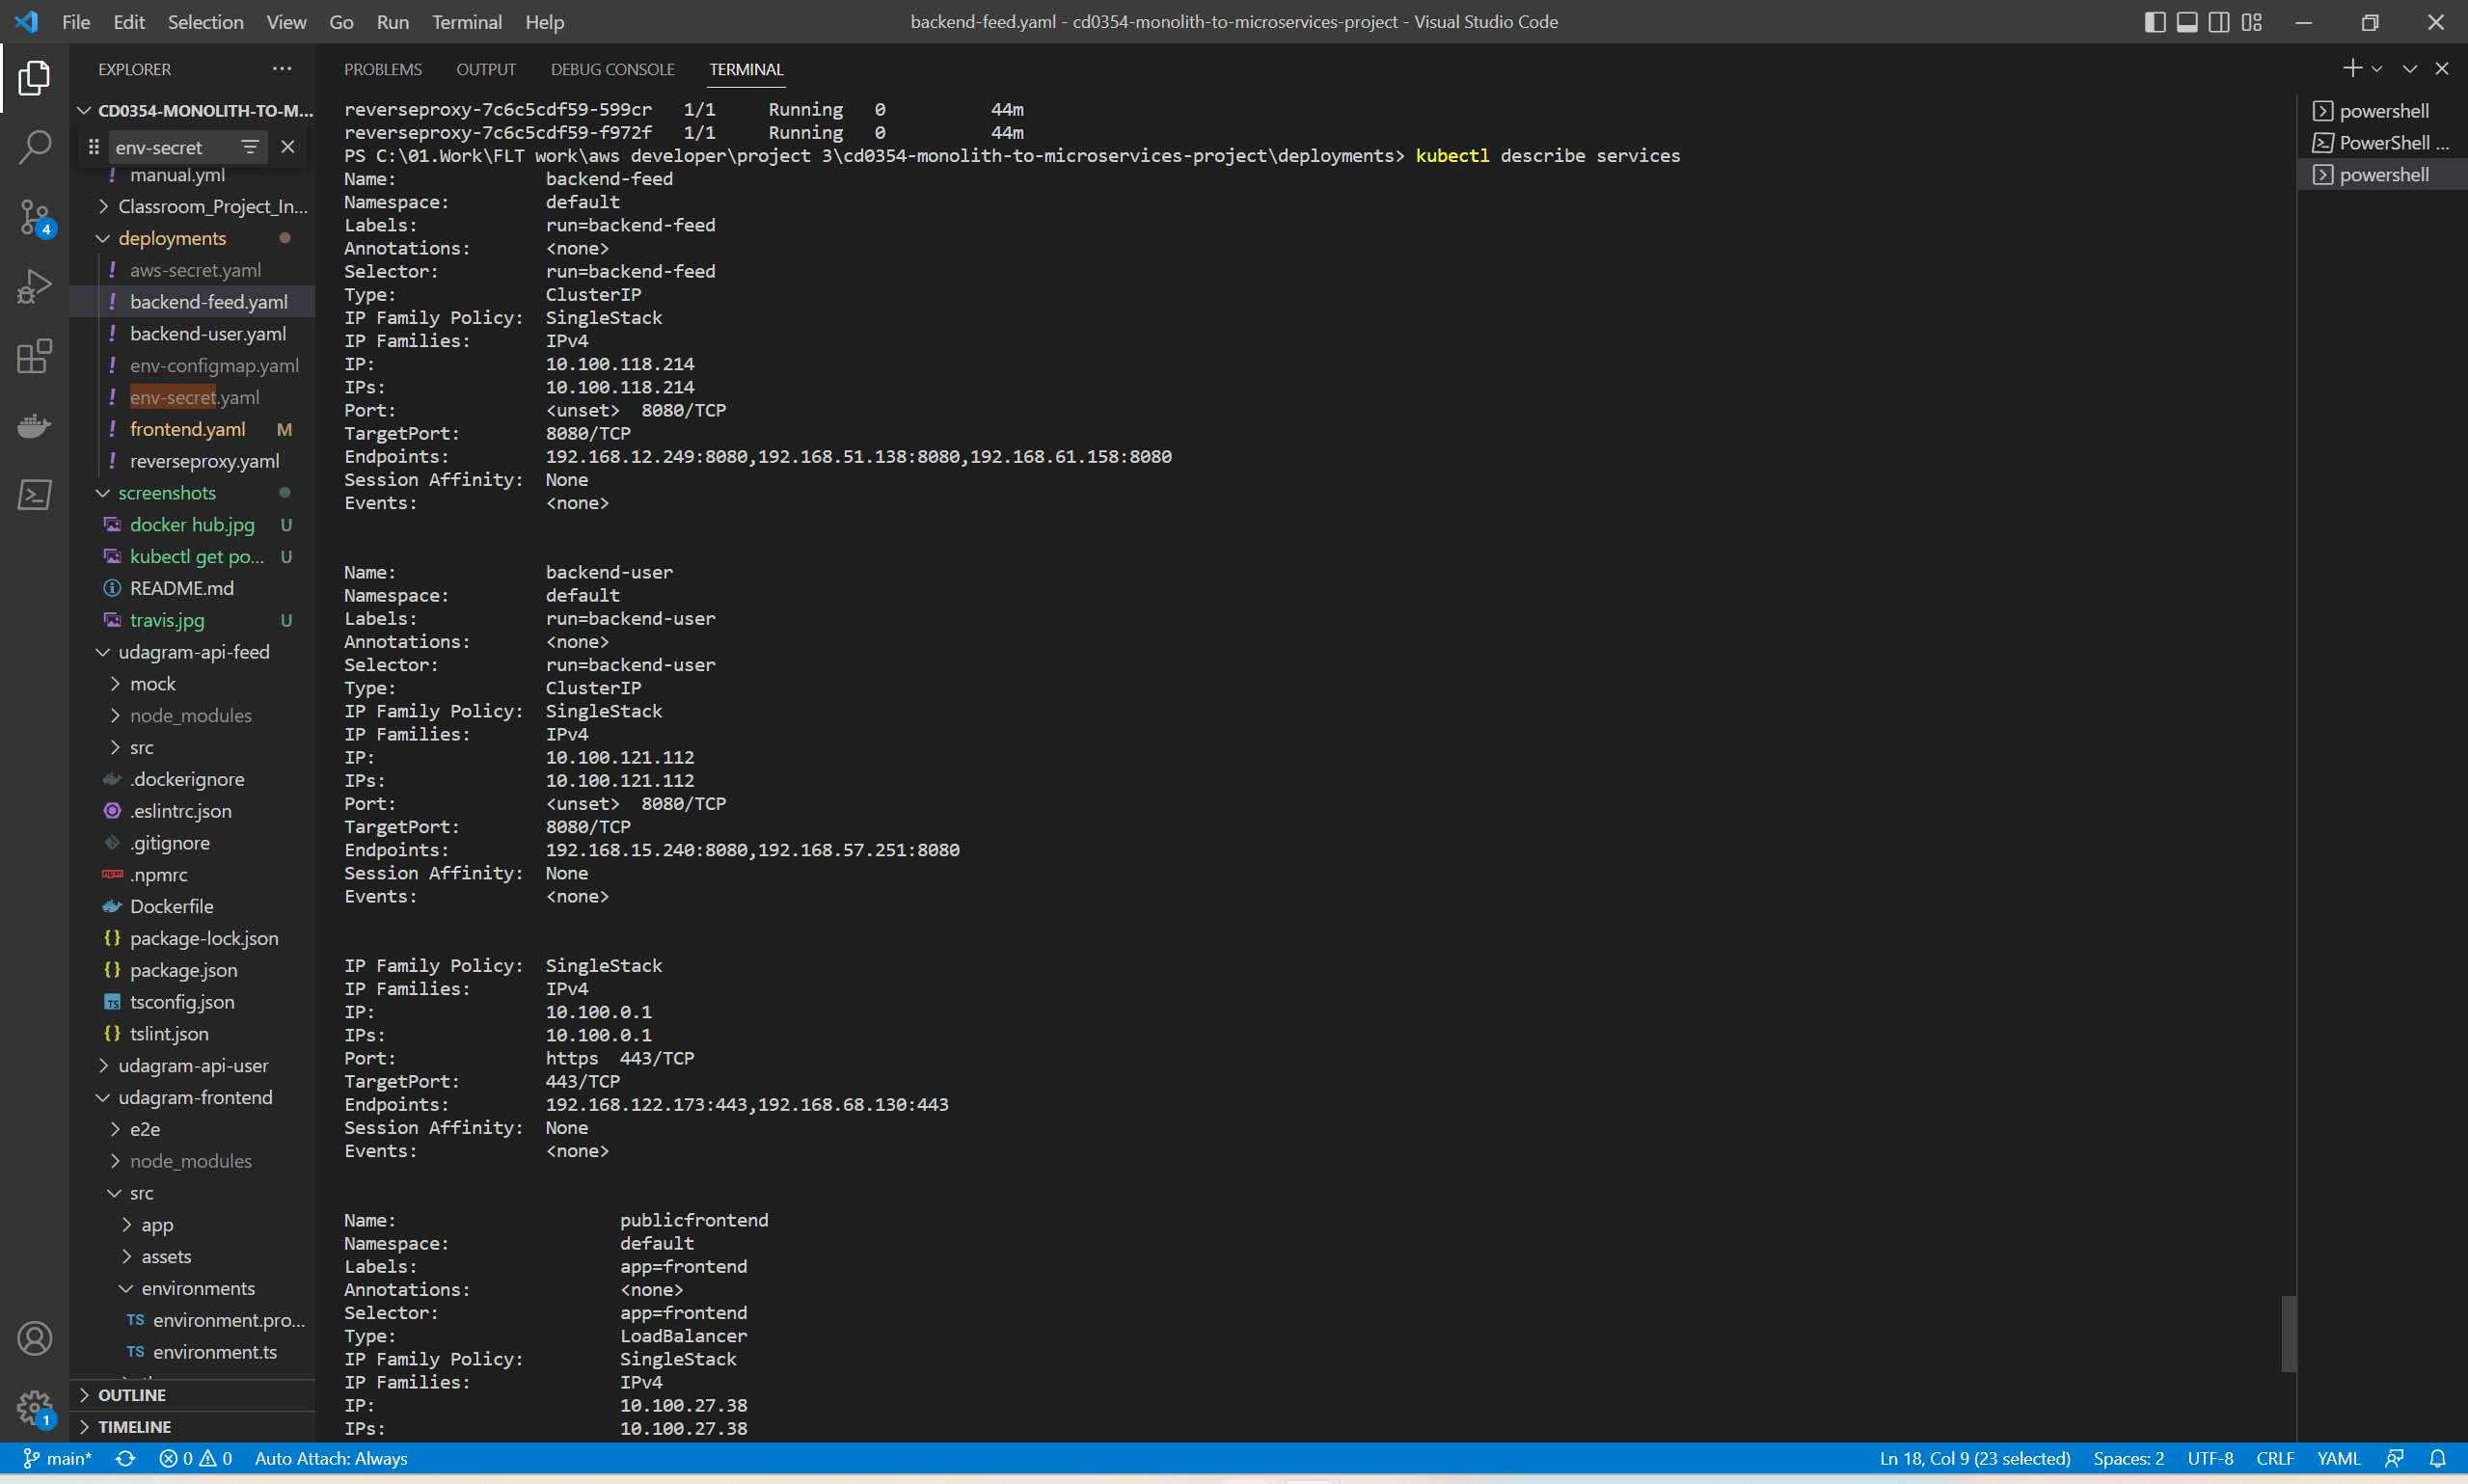 File Edit Selection View Go Run Terminal Help
backend-feed.yaml - cd0354-monolith-to-microservices-project - Visual Studio Code
EXPLORER
CD0354-MONOLITH-TO-M...
env-secret
manual.yml
Classroom_Project_In...
deployments
aws-secret.yaml
backend-feed.yaml
backend-user.yaml
env-configmap.yaml
env-secret.yaml
frontend.yaml M
reverseproxy.yaml
screenshots
docker hub.jpg U
kubectl get po... U
README.md
travis.jpg U
udagram-api-feed
mock
node_modules
src
.dockerignore
.eslintrc.json
.gitignore
.npmrc
Dockerfile
package-lock.json
package.json
tsconfig.json
tslint.json
udagram-api-user
udagram-frontend
e2e
node_modules
src
app
assets
environments
TS environment.pro...
TS environment.ts
OUTLINE
TIMELINE
4
1
PROBLEMS OUTPUT DEBUG CONSOLE TERMINAL
reverseproxy-7c6c5cdf59-599cr 1/1 Running 0 44m
reverseproxy-7c6c5cdf59-f972f 1/1 Running 0 44m
PS C:\01.Work\FLT work\aws developer\project 3\cd0354-monolith-to-microservices-project\deployments> kubectl describe services
Name: backend-feed
Namespace: default
Labels: run=backend-feed
Annotations: <none>
Selector: run=backend-feed
Type: ClusterIP
IP Family Policy: SingleStack
IP Families: IPv4
IP: 10.100.118.214
IPs: 10.100.118.214
Port: <unset> 8080/TCP
TargetPort: 8080/TCP
Endpoints: 192.168.12.249:8080,192.168.51.138:8080,192.168.61.158:8080
Session Affinity: None
Events: <none>
Name: backend-user
Namespace: default
Labels: run=backend-user
Annotations: <none>
Selector: run=backend-user
Type: ClusterIP
IP Family Policy: SingleStack
IP Families: IPv4
IP: 10.100.121.112
IPs: 10.100.121.112
Port: <unset> 8080/TCP
TargetPort: 8080/TCP
Endpoints: 192.168.15.240:8080,192.168.57.251:8080
Session Affinity: None
Events: <none>
IP Family Policy: SingleStack
IP Families: IPv4
IP: 10.100.0.1
IPs: 10.100.0.1
Port: https 443/TCP
TargetPort: 443/TCP
Endpoints: 192.168.122.173:443,192.168.68.130:443
Session Affinity: None
Events: <none>
Name: publicfrontend
Namespace: default
Labels: app=frontend
Annotations: <none>
Selector: app=frontend
Type: LoadBalancer
IP Family Policy: SingleStack
IP Families: IPv4
IP: 10.100.27.38
IPs: 10.100.27.38
powershell
PowerShell ...
powershell
main* 0 0 Auto Attach: Always
Ln 18, Col 9 (23 selected) Spaces: 2 UTF-8 CRLF YAML